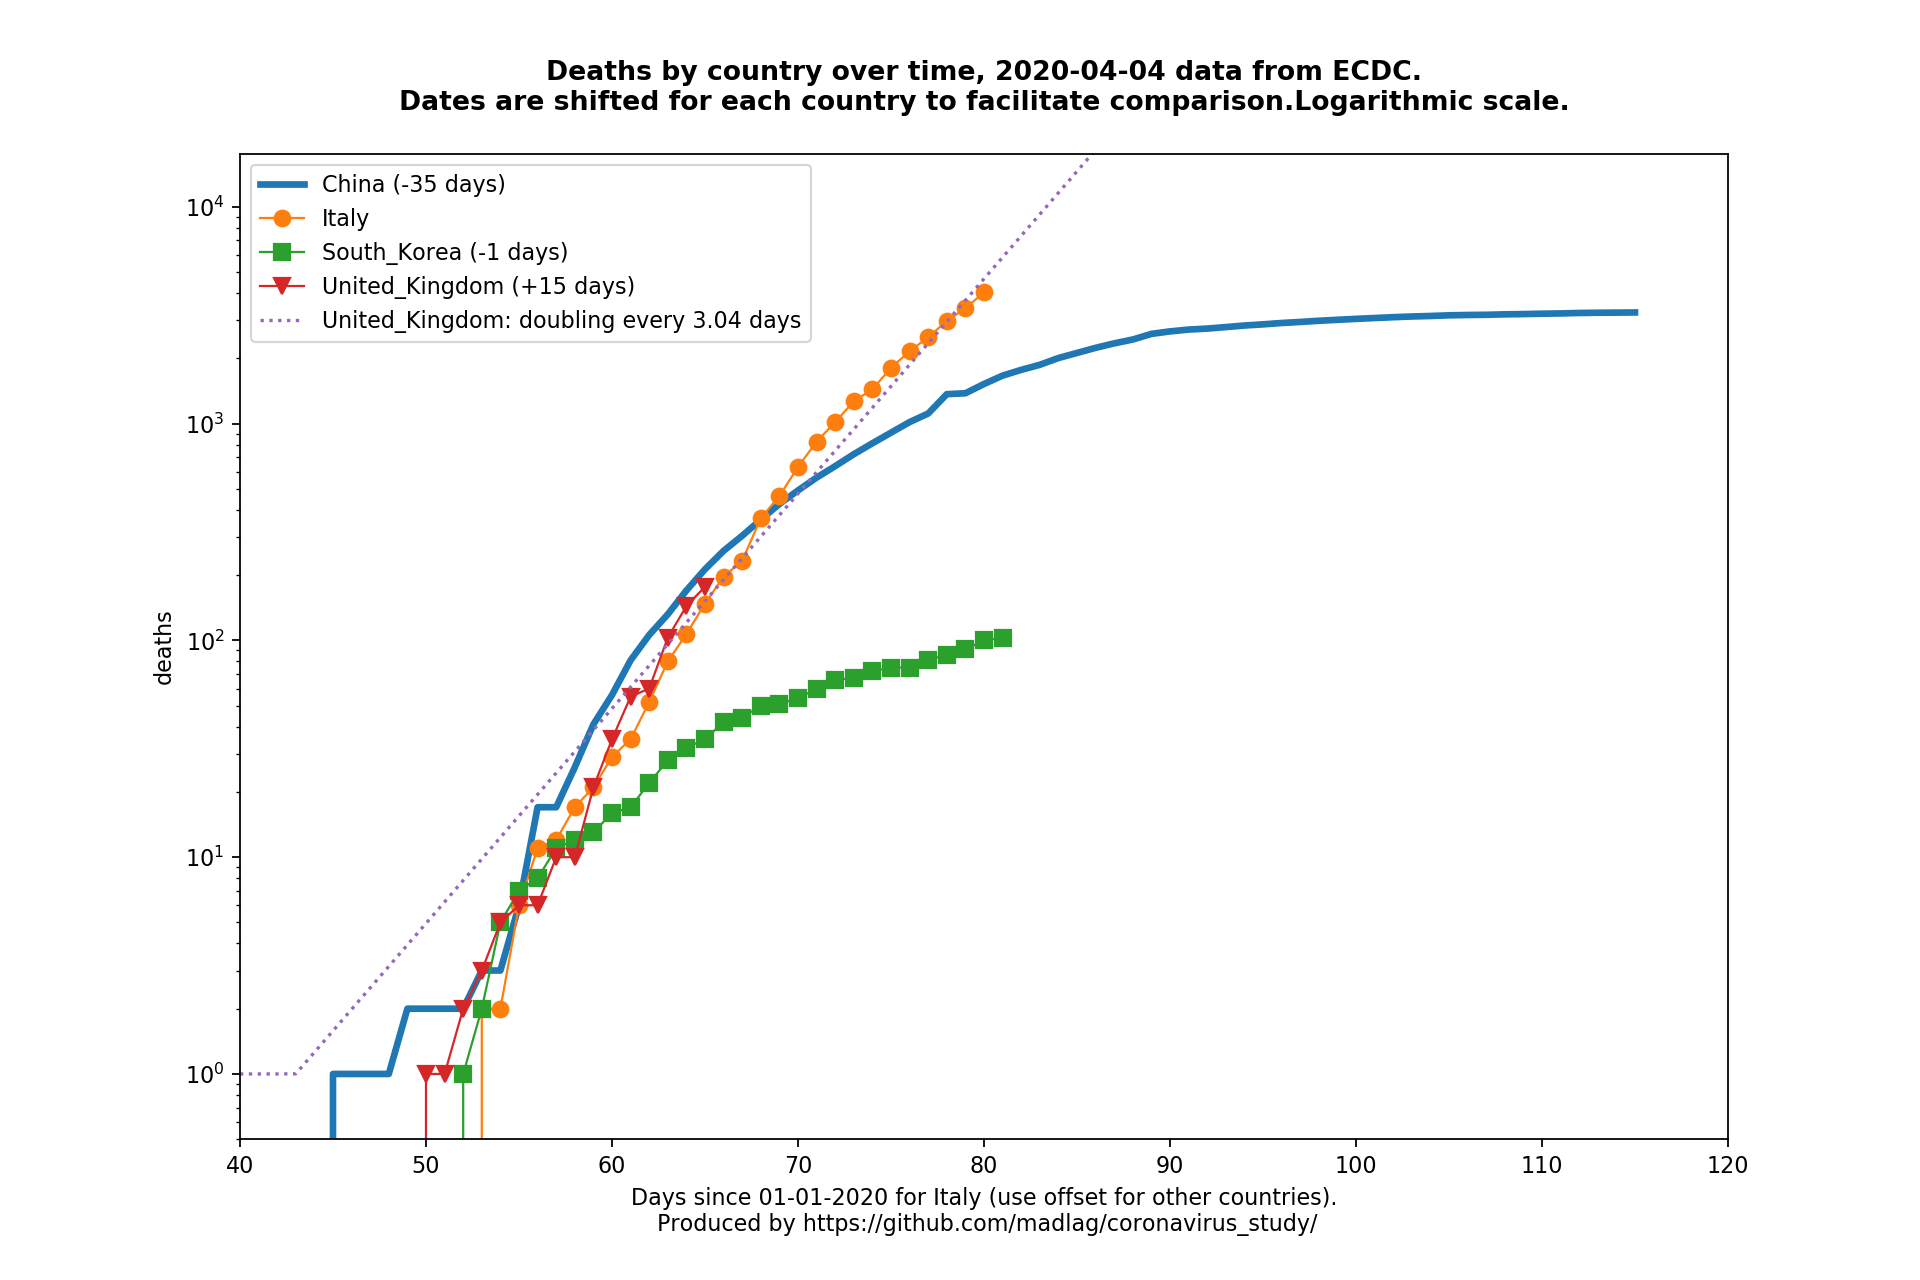 Deaths by country over time, 2020-04-04 data from ECDC.
Dates are shifted for each country to facilitate comparison.Logarithmic scale.
China (-35 days)
Italy
South_Korea (-1 days)
United_Kingdom (+15 days)
United_Kingdom: doubling every 3.04 days
deaths
10⁴
10³
10²
10¹
10⁰
40 50 60 70 80 90 100 110 120
Days since 01-01-2020 for Italy (use offset for other countries).
Produced by https://github.com/madlag/coronavirus_study/